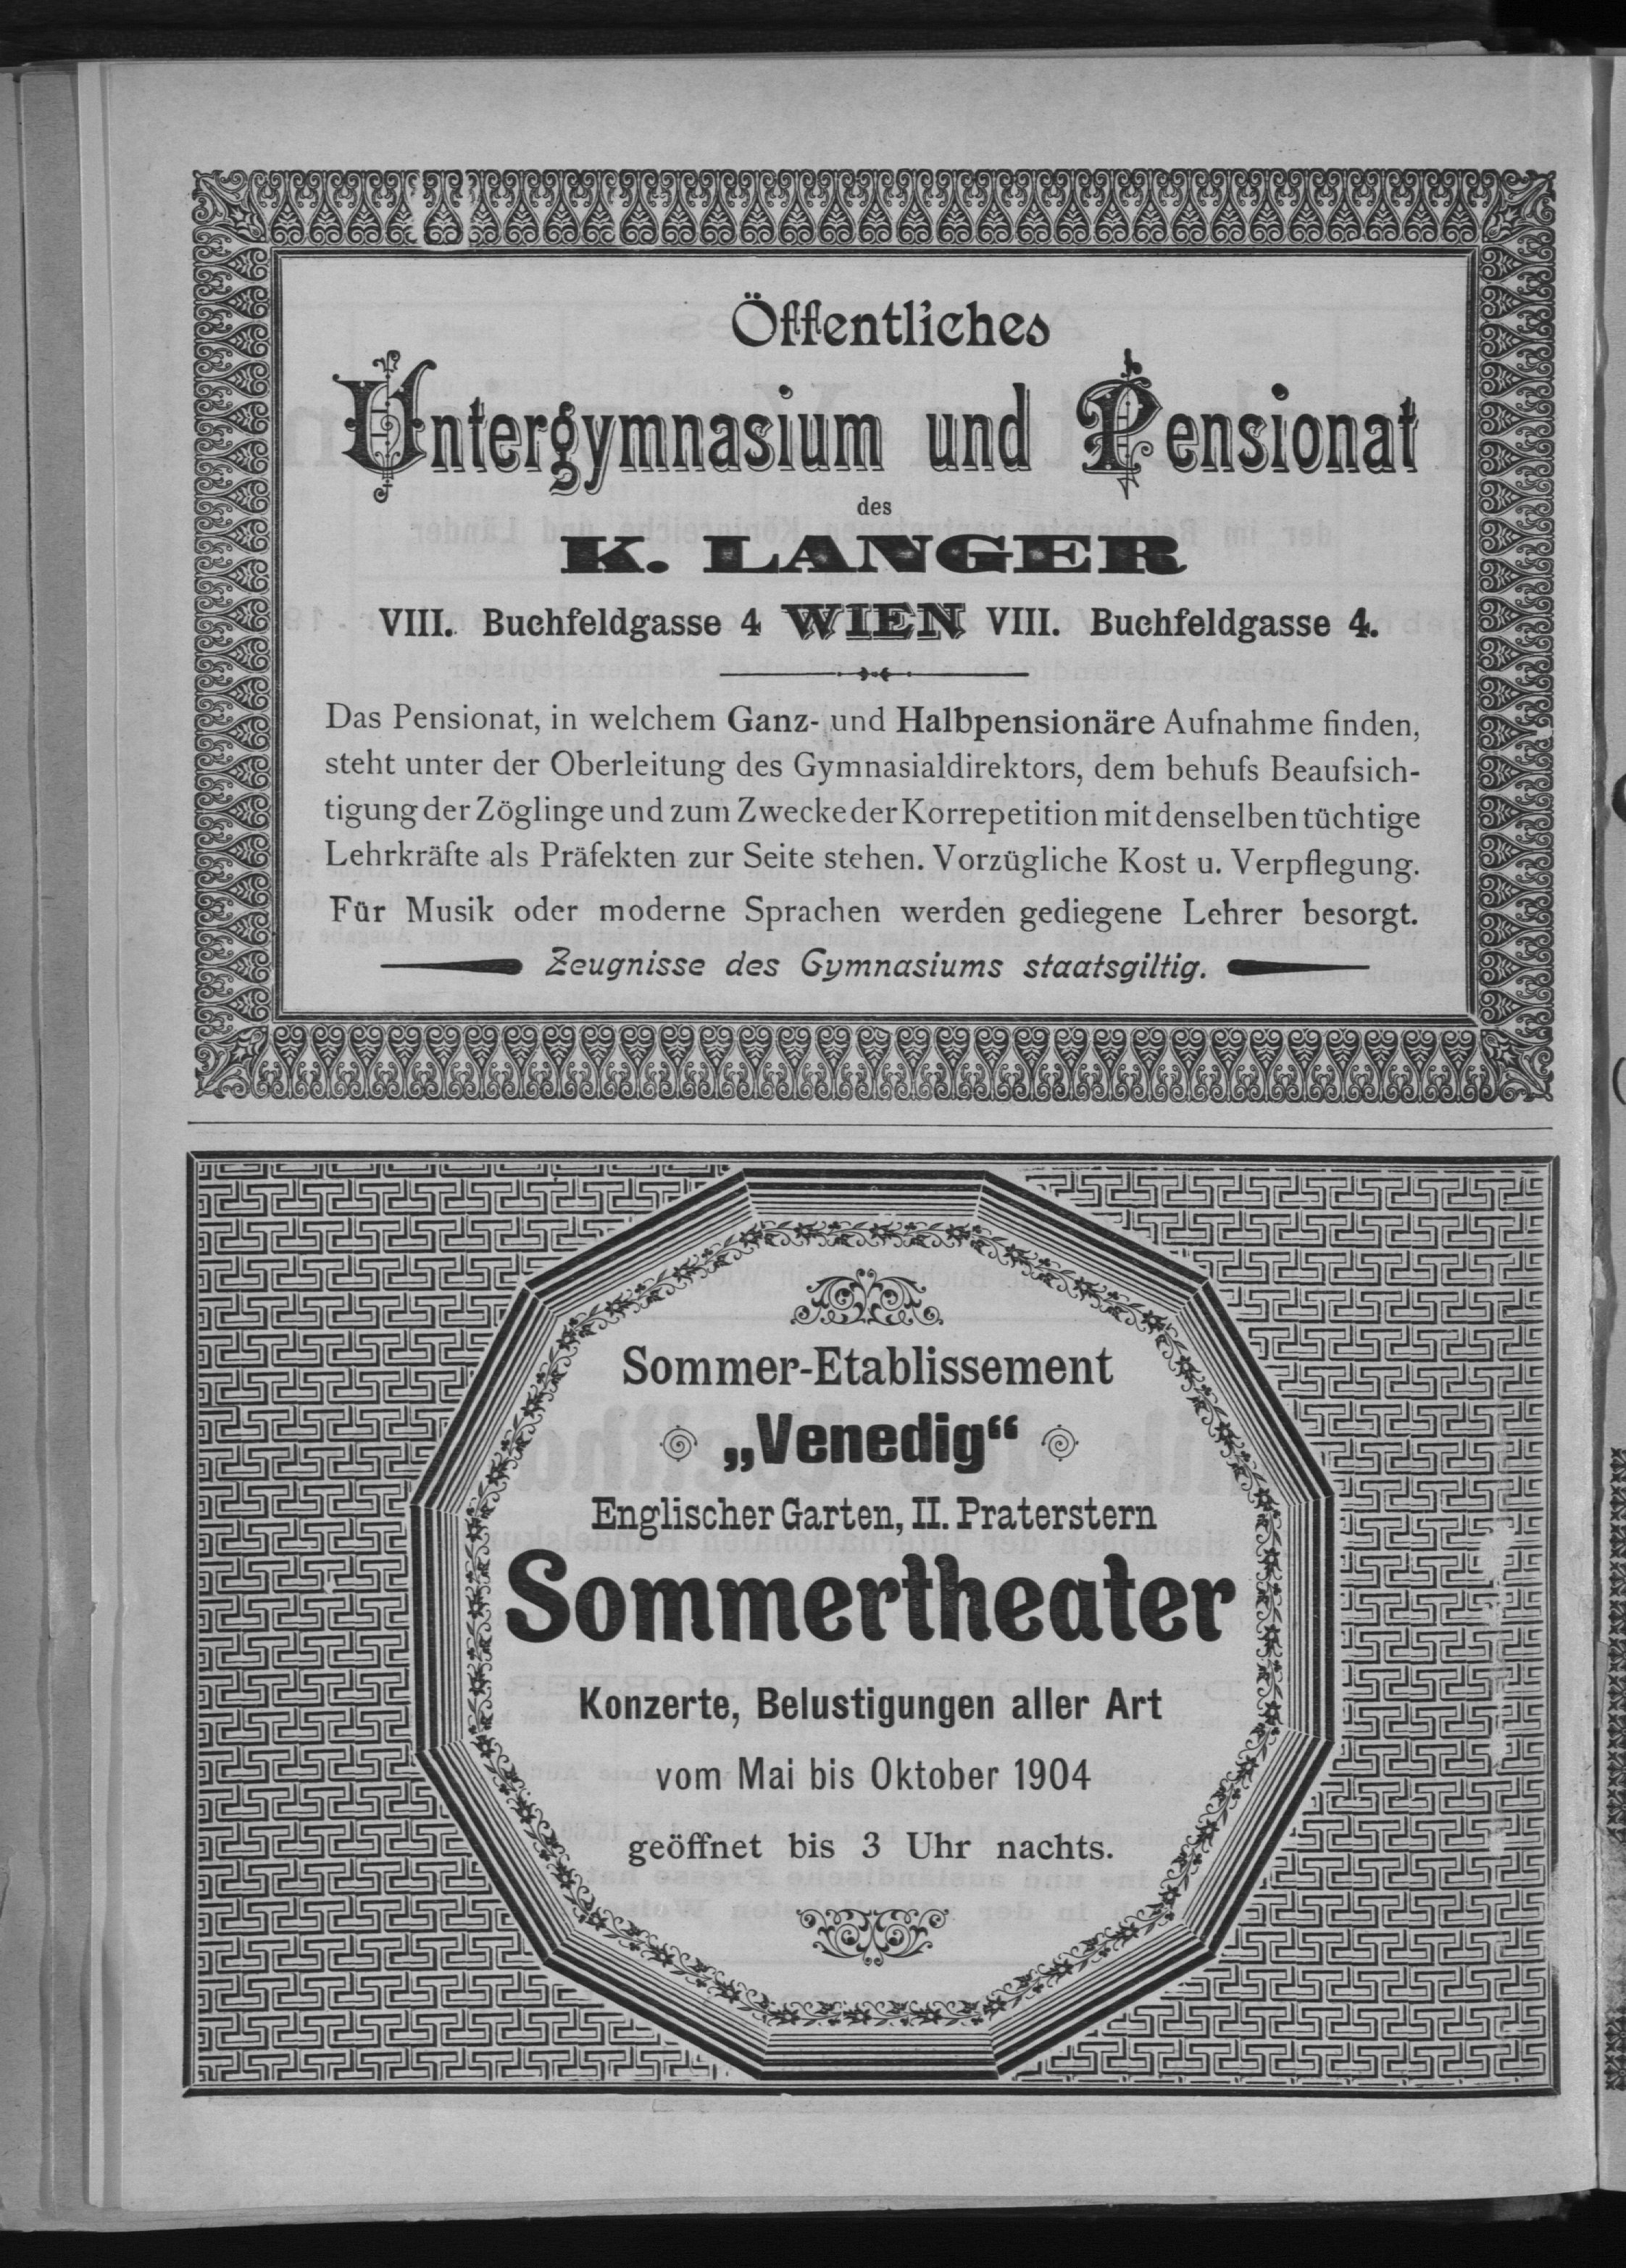 Öffentliches
Untergymnasium und Pensionat
des
K. LANGER
VIII. Buchfeldgasse 4 WIEN VIII. Buchfeldgasse 4.
Das Pensionat, in welchem Ganz- und Halbpensionäre Aufnahme finden,
steht unter der Oberleitung des Gymnasialdirektors, dem behufs Beaufsich-
tigung der Zöglinge und zum Zwecke der Korrepetition mit denselben tüchtige
Lehrkräfte als Präfekten zur Seite stehen. Vorzügliche Kost u. Verpflegung.
Für Musik oder moderne Sprachen werden gediegene Lehrer besorgt.
Zeugnisse des Gymnasiums staatsgiltig.
Sommer-Etablissement
„Venedig“
Englischer Garten, II. Praterstern
Sommertheater
Konzerte, Belustigungen aller Art
vom Mai bis Oktober 1904
geöffnet bis 3 Uhr nachts.